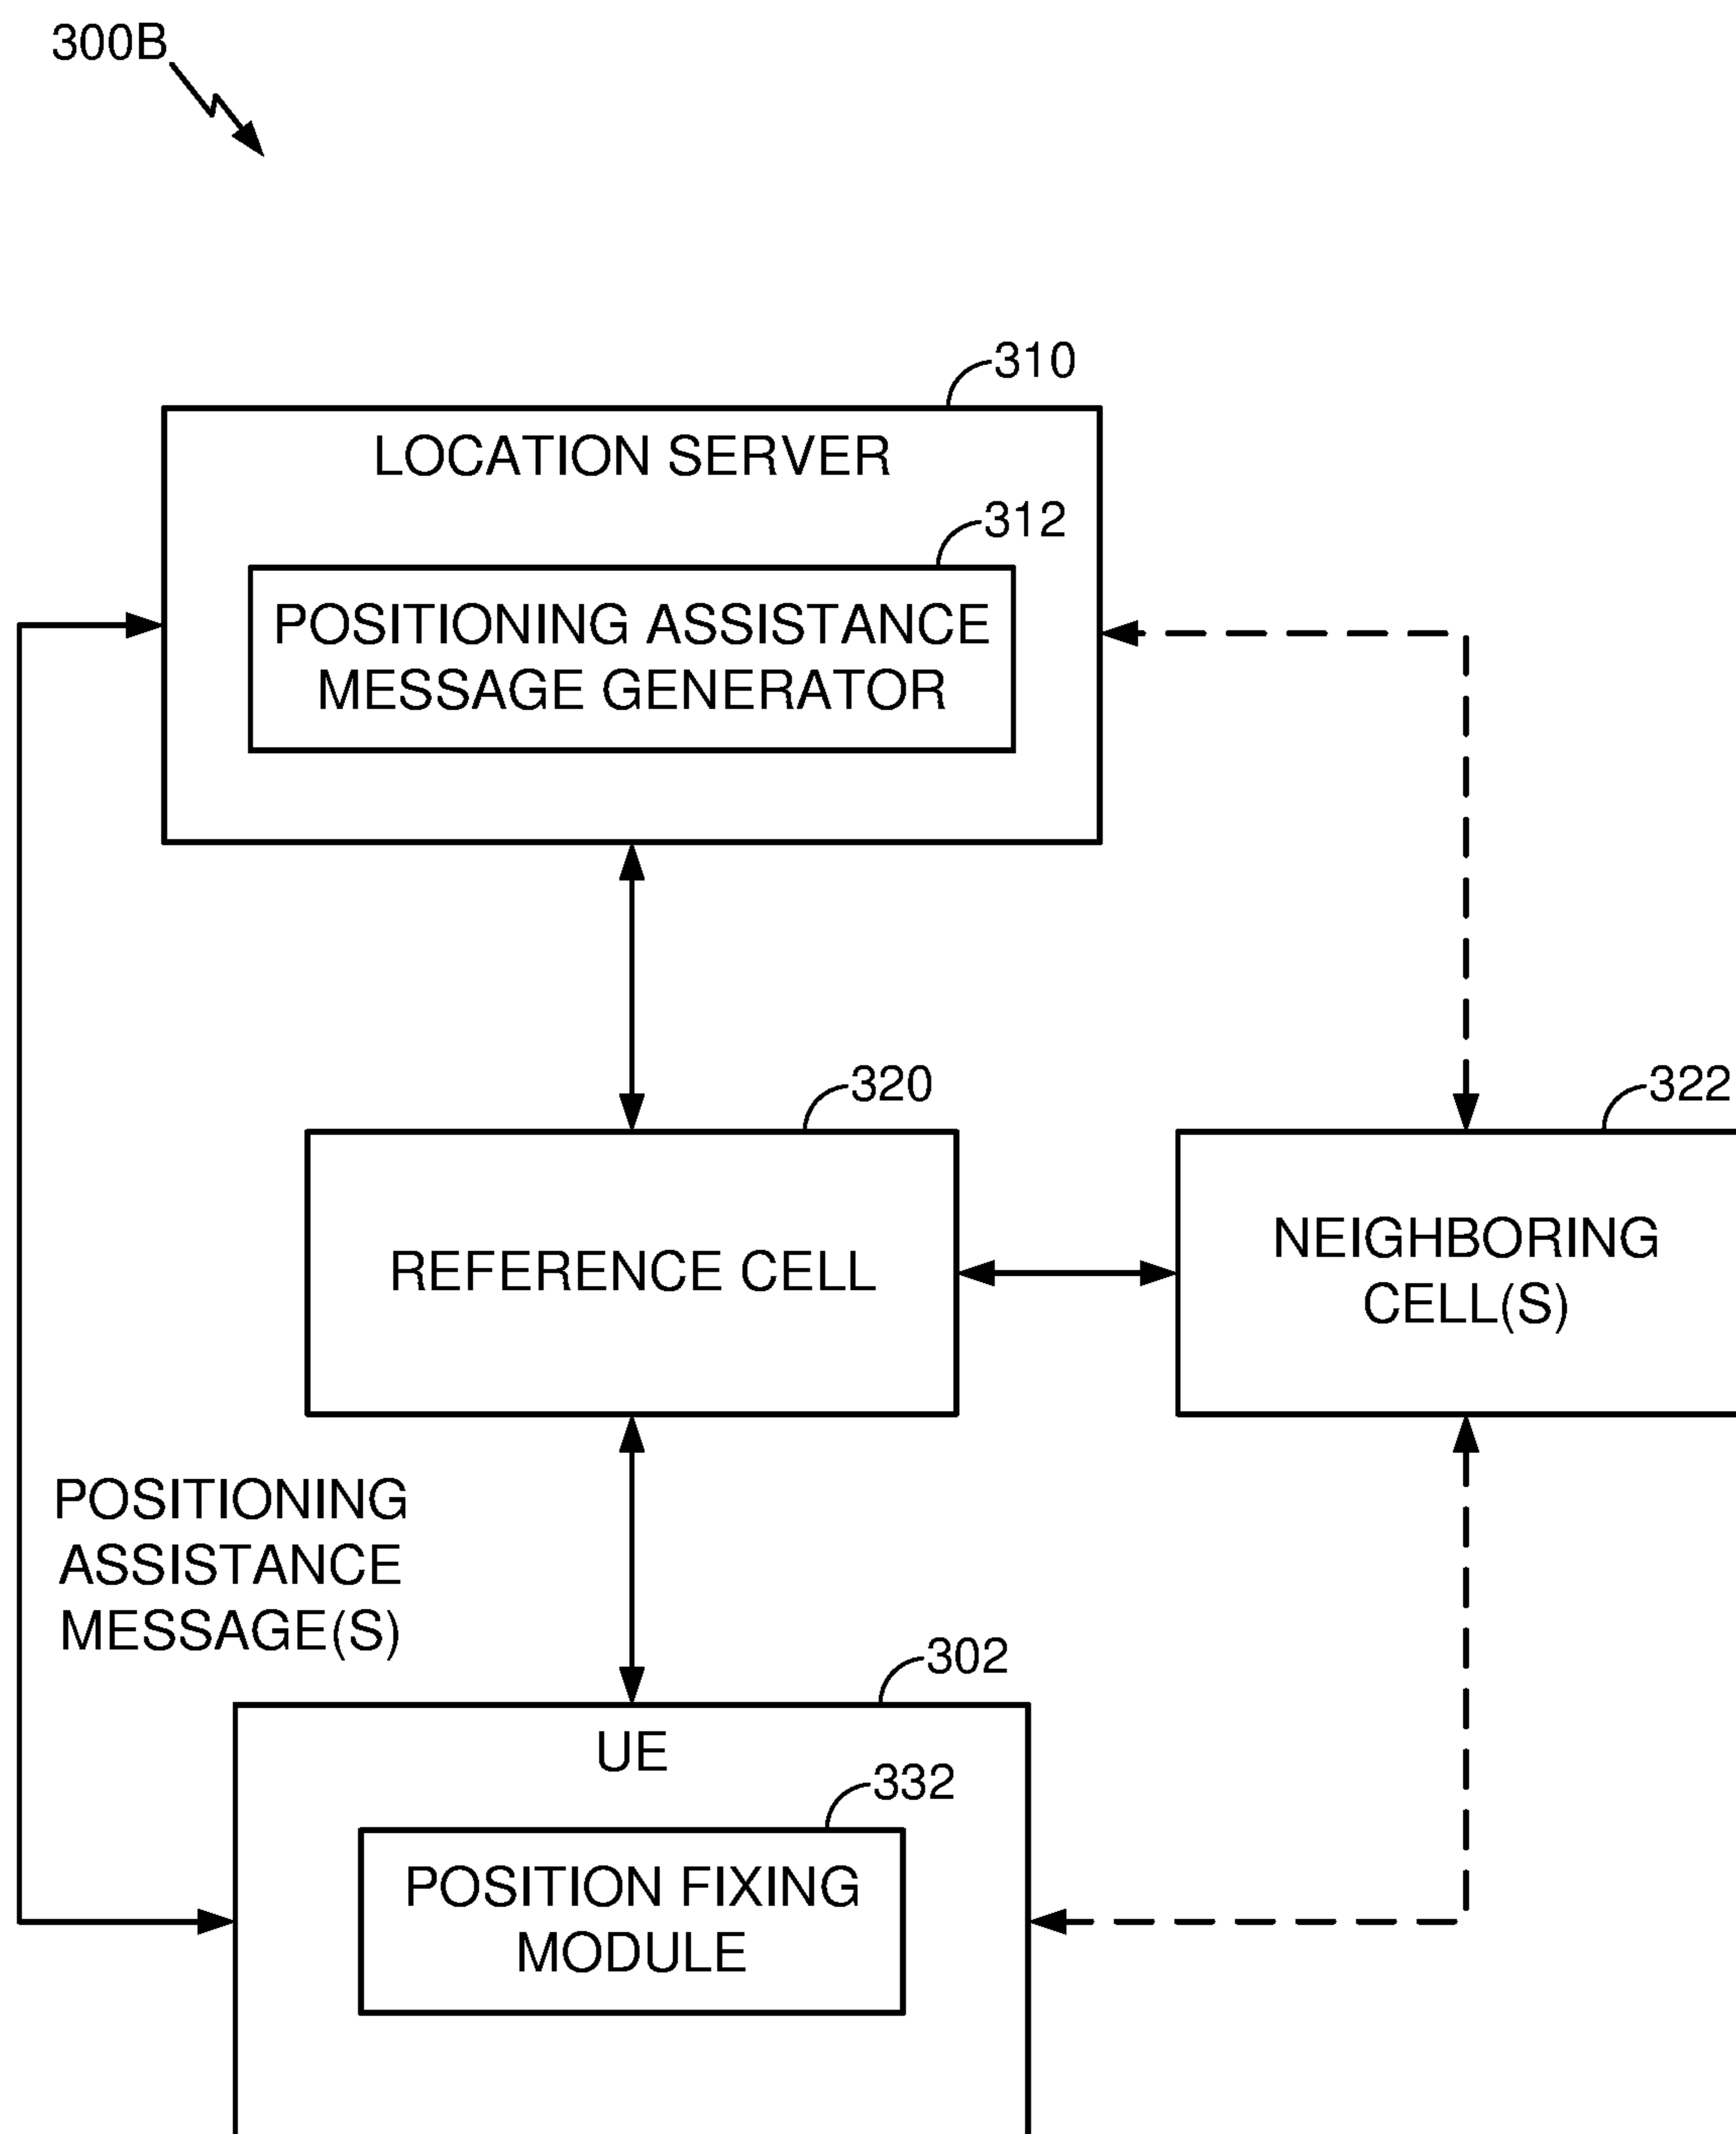 300B
310
LOCATION SERVER
312
POSITIONING ASSISTANCE
MESSAGE GENERATOR
320
322
REFERENCE CELL
NEIGHBORING
CELL(S)
POSITIONING
ASSISTANCE
MESSAGE(S)
302
UE
332
POSITION FIXING
MODULE